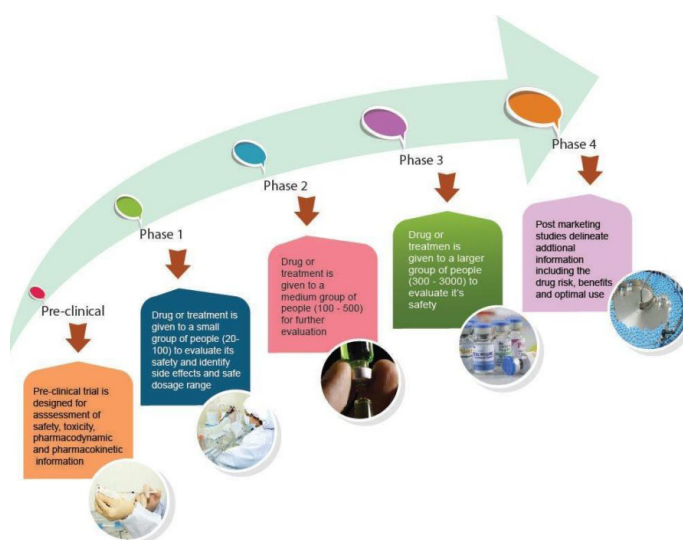 Pre-clinical
Pre-clinical trial is
designed for
asssessment of
safety, toxicity,
pharmacodynamic
and pharmacokinetic
information
Phase 1
Drug or treatment is
given to a small
group of people (20-
100) to evaluate its
safety and identify
side effects and safe
dosage range
Phase 2
Drug or
treatment is
given to a
medium group of
people (100 - 500)
for further
evaluation
Phase 3
Drug or
treatmen is
given to a larger
group of people
(300 - 3000) to
evaluate it's
safety
Phase 4
Post marketing
studies delineate
addtional
information
including the
drug risk, benefits
and optimal use